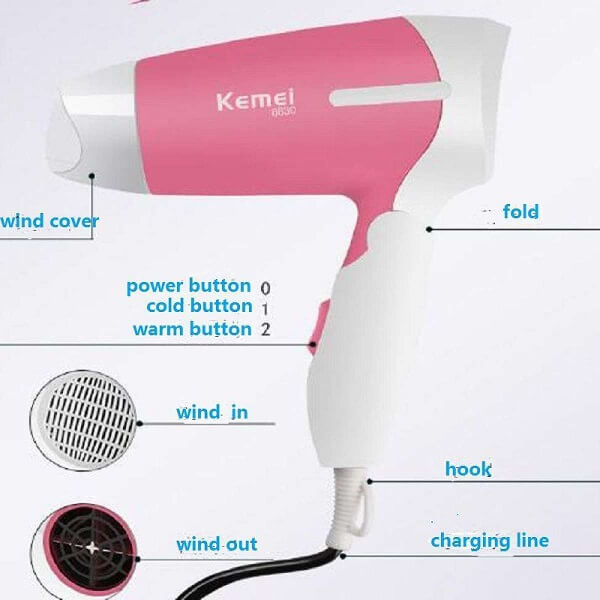 Kemei
6630
wind cover
fold
power button 0
cold button 1
warm button 2
wind in
hook
wind out
charging line